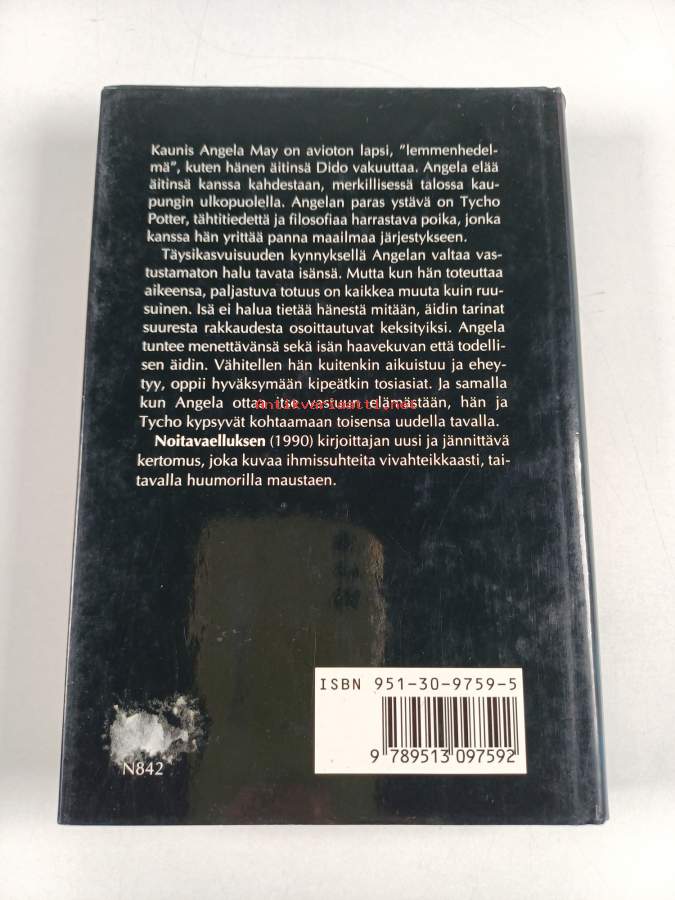 Kaunis Angela May on avioton lapsi, ”lemmenhedel-
mä”, kuten hänen äitinsä Dido vakuuttaa. Angela elää
äitinsä kanssa kahdestaan, merkillisessä talossa kau-
pungin ulkopuolella. Angelan paras ystävä on Tycho
Potter, tähtitiedettä ja filosofiaa harrastava poika, jonka
kanssa hän yrittää panna maailmaa järjestykseen.
Täysikasvuisuuden kynnyksellä Angelan valtaa vas-
tustamaton halu tavata isänsä. Mutta kun hän toteuttaa
aikeensa, paljastuva totuus on kaikkea muuta kuin ruu-
suinen. Isä ei halua tietää hänestä mitään, äidin tarinat
suuresta rakkaudesta osoittautuvat keksityiksi. Angela
tuntee menettävänsä sekä isän haavekuvan että todelli-
sen äidin. Vähitellen hän kuitenkin aikuistuu ja ehey-
tyy, oppii hyväksymään kipeätkin tosiasiat. Ja samalla
kun Angela ottaa itse vastuun elämästään, hän ja
Tycho kypsyvät kohtaamaan toisensa uudella tavalla.
Noitavaelluksen (1990) kirjoittajan uusi ja jännittävä
kertomus, joka kuvaa ihmissuhteita vivahteikkaasti, tai-
tavalla huumorilla maustaen.
antikvariaatti.net
ISBN 951-30-9759-5
9 789513 097592
N842